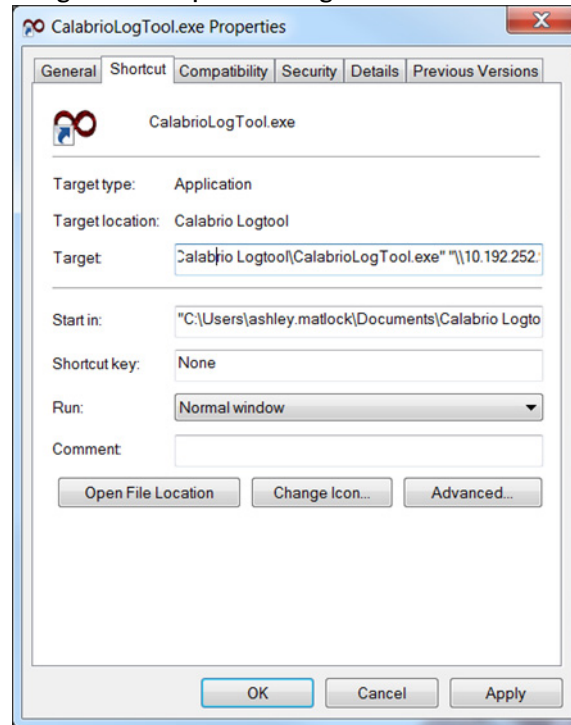 CalabrioLogTool.exe Properties
General Shortcut Compatibility Security Details Previous Versions
CalabrioLogTool.exe
Target type: Application
Target location: Calabrio Logtool
Target: Calabrio Logtool\CalabrioLogTool.exe" "\\10.192.252.
Start in: "C:\Users\ashley.matlock\Documents\Calabrio Logto
Shortcut key: None
Run: Normal window
Comment:
Open File Location Change Icon... Advanced...
OK Cancel Apply